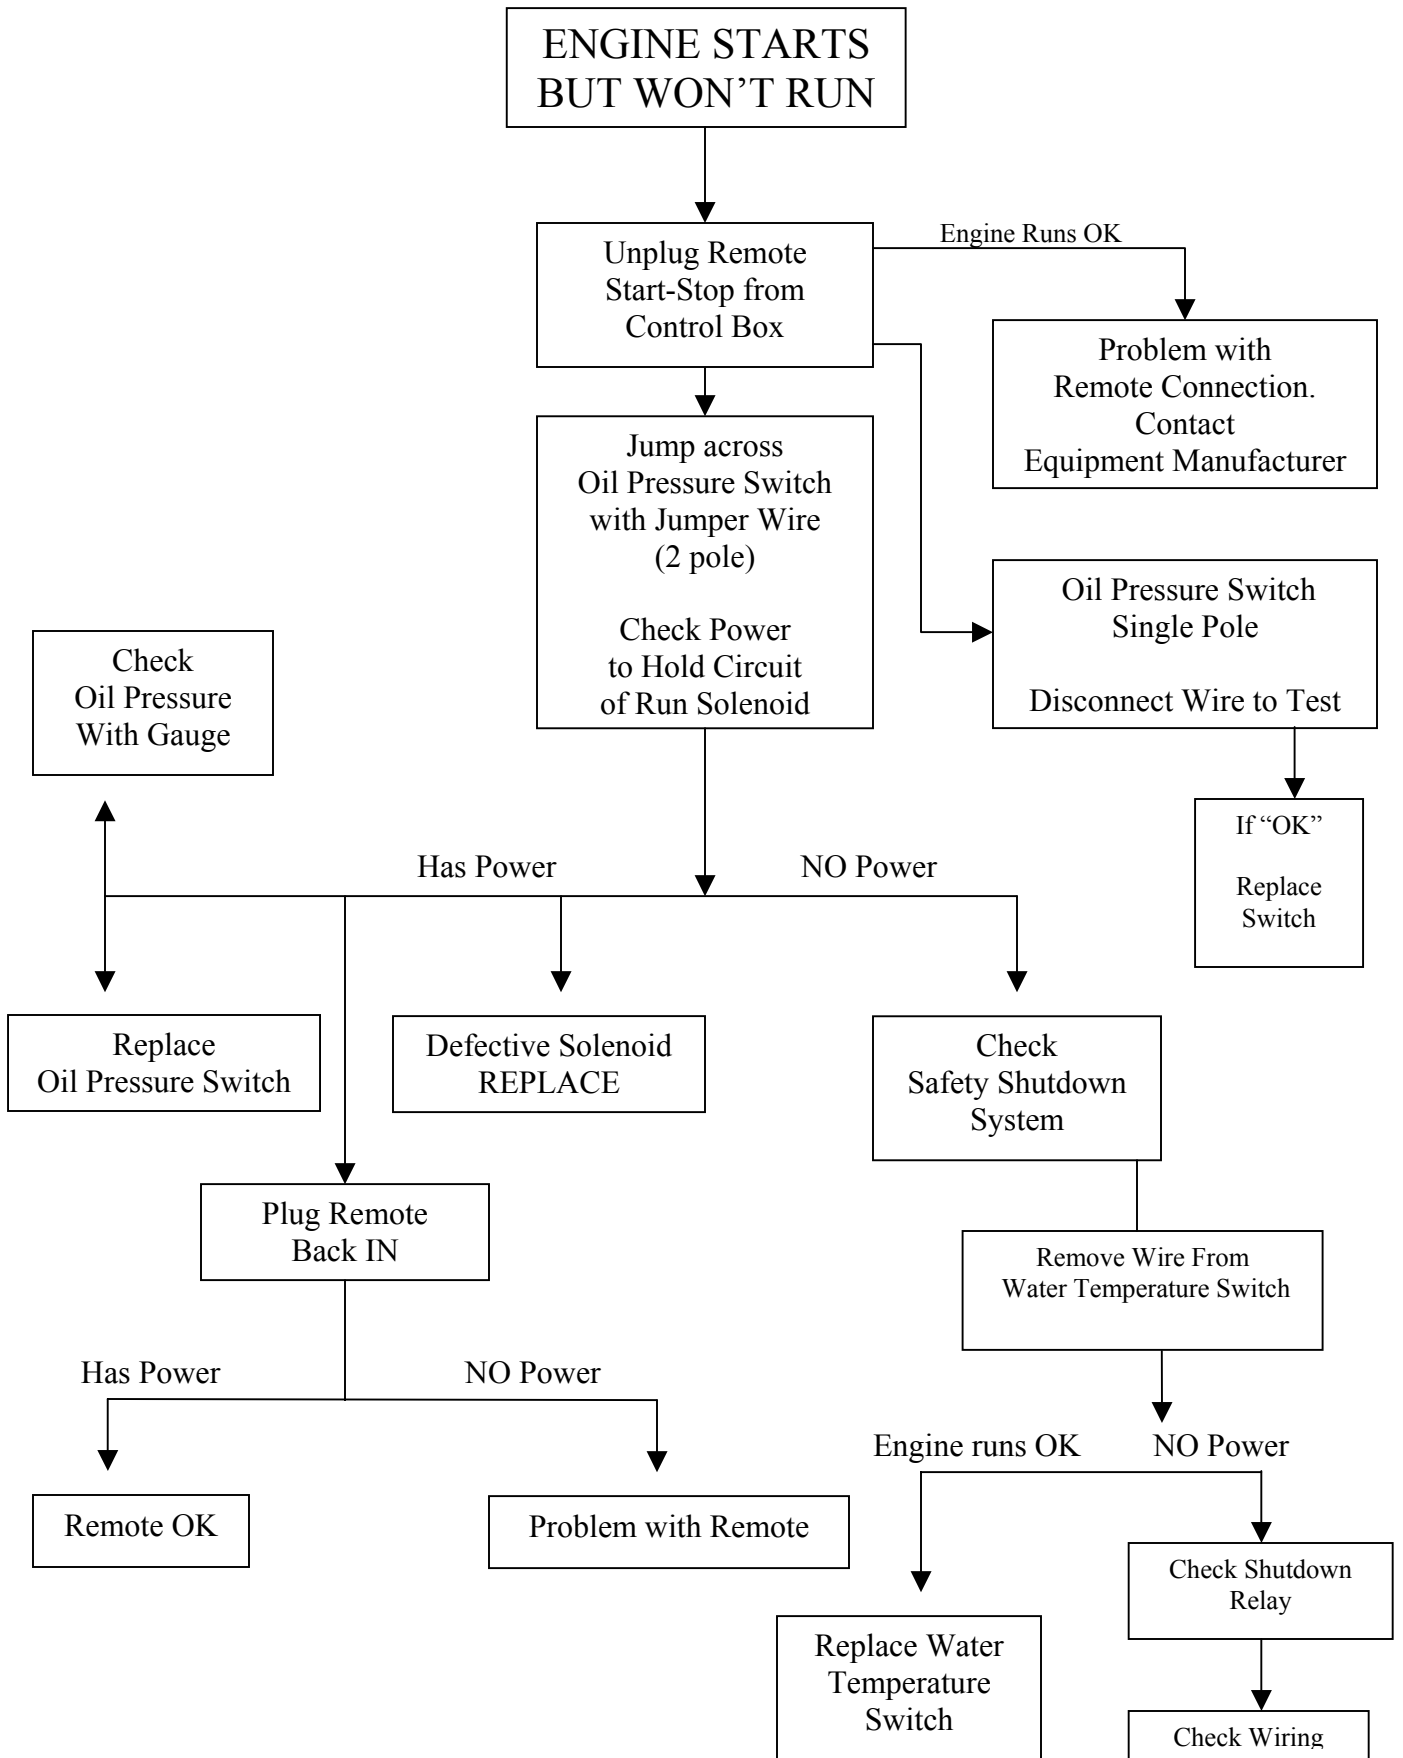 ENGINE STARTS
BUT WON’T RUN
Unplug Remote
Start-Stop from
Control Box
Engine Runs OK
Problem with
Remote Connection.
Contact
Equipment Manufacturer
Jump across
Oil Pressure Switch
with Jumper Wire
(2 pole)
Check Power
to Hold Circuit
of Run Solenoid
Oil Pressure Switch
Single Pole
Disconnect Wire to Test
Check
Oil Pressure
With Gauge
If “OK”
Replace
Switch
Has Power
NO Power
Replace
Oil Pressure Switch
Defective Solenoid
REPLACE
Check
Safety Shutdown
System
Plug Remote
Back IN
Remove Wire From
Water Temperature Switch
Has Power
NO Power
Engine runs OK
NO Power
Remote OK
Problem with Remote
Check Shutdown
Relay
Replace Water
Temperature
Switch
Check Wiring